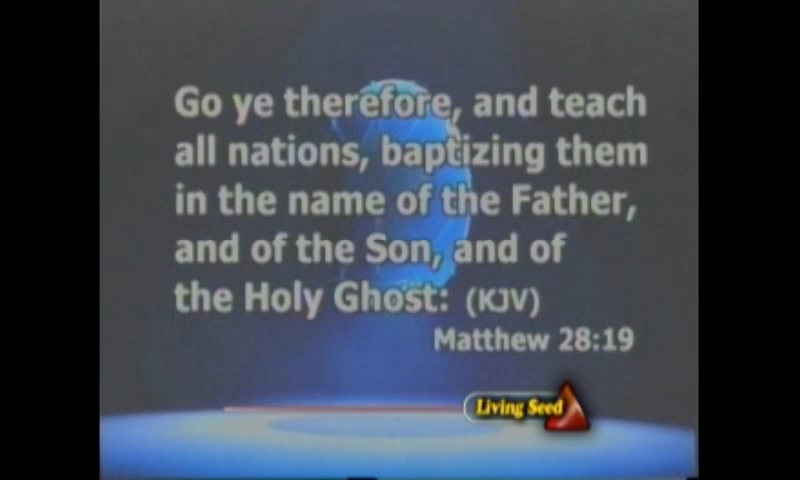 Go ye therefore, and teach
all nations, baptizing them
in the name of the Father,
and of the Son, and of
the Holy Ghost: (KJV)
Matthew 28:19
Living Seed